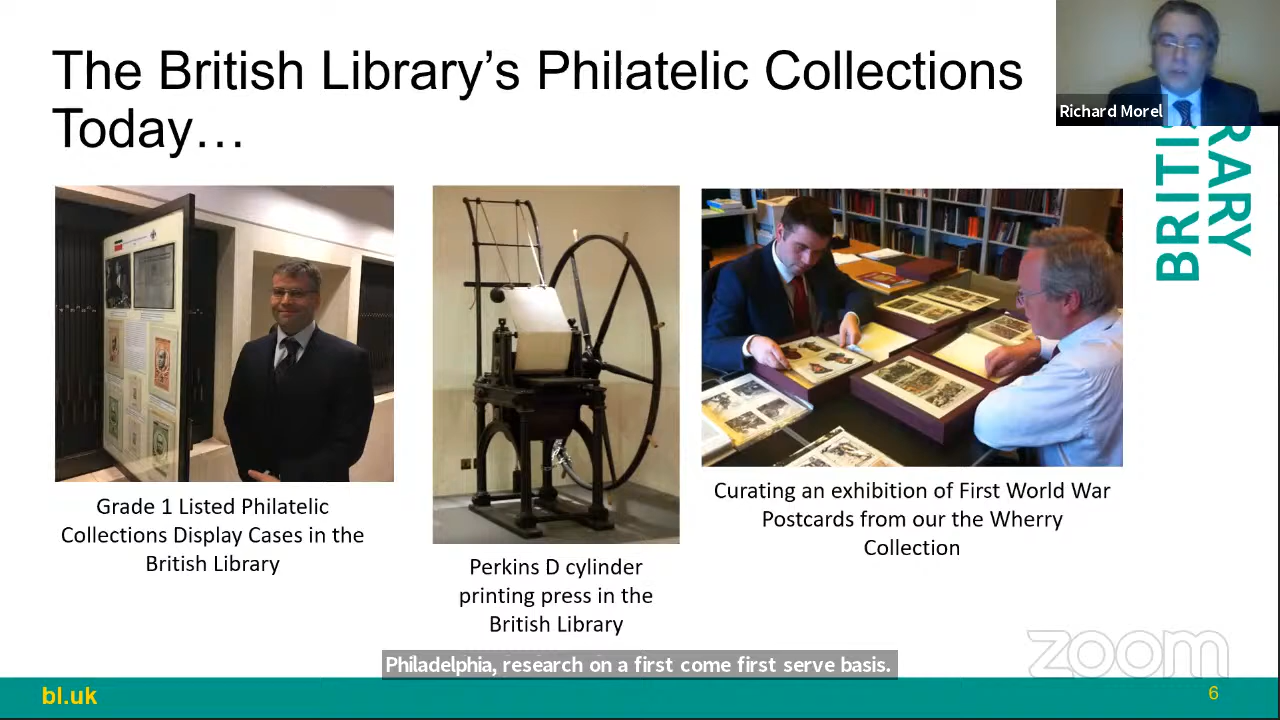 The British Library’s Philatelic Collections
Today…
Richard Morel
BRITIS
RARY
Grade 1 Listed Philatelic
Collections Display Cases in the
British Library
Perkins D cylinder
printing press in the
British Library
Curating an exhibition of First World War
Postcards from our the Wherry
Collection
Philadelphia, research on a first come first serve basis.
zoom
bl.uk
6